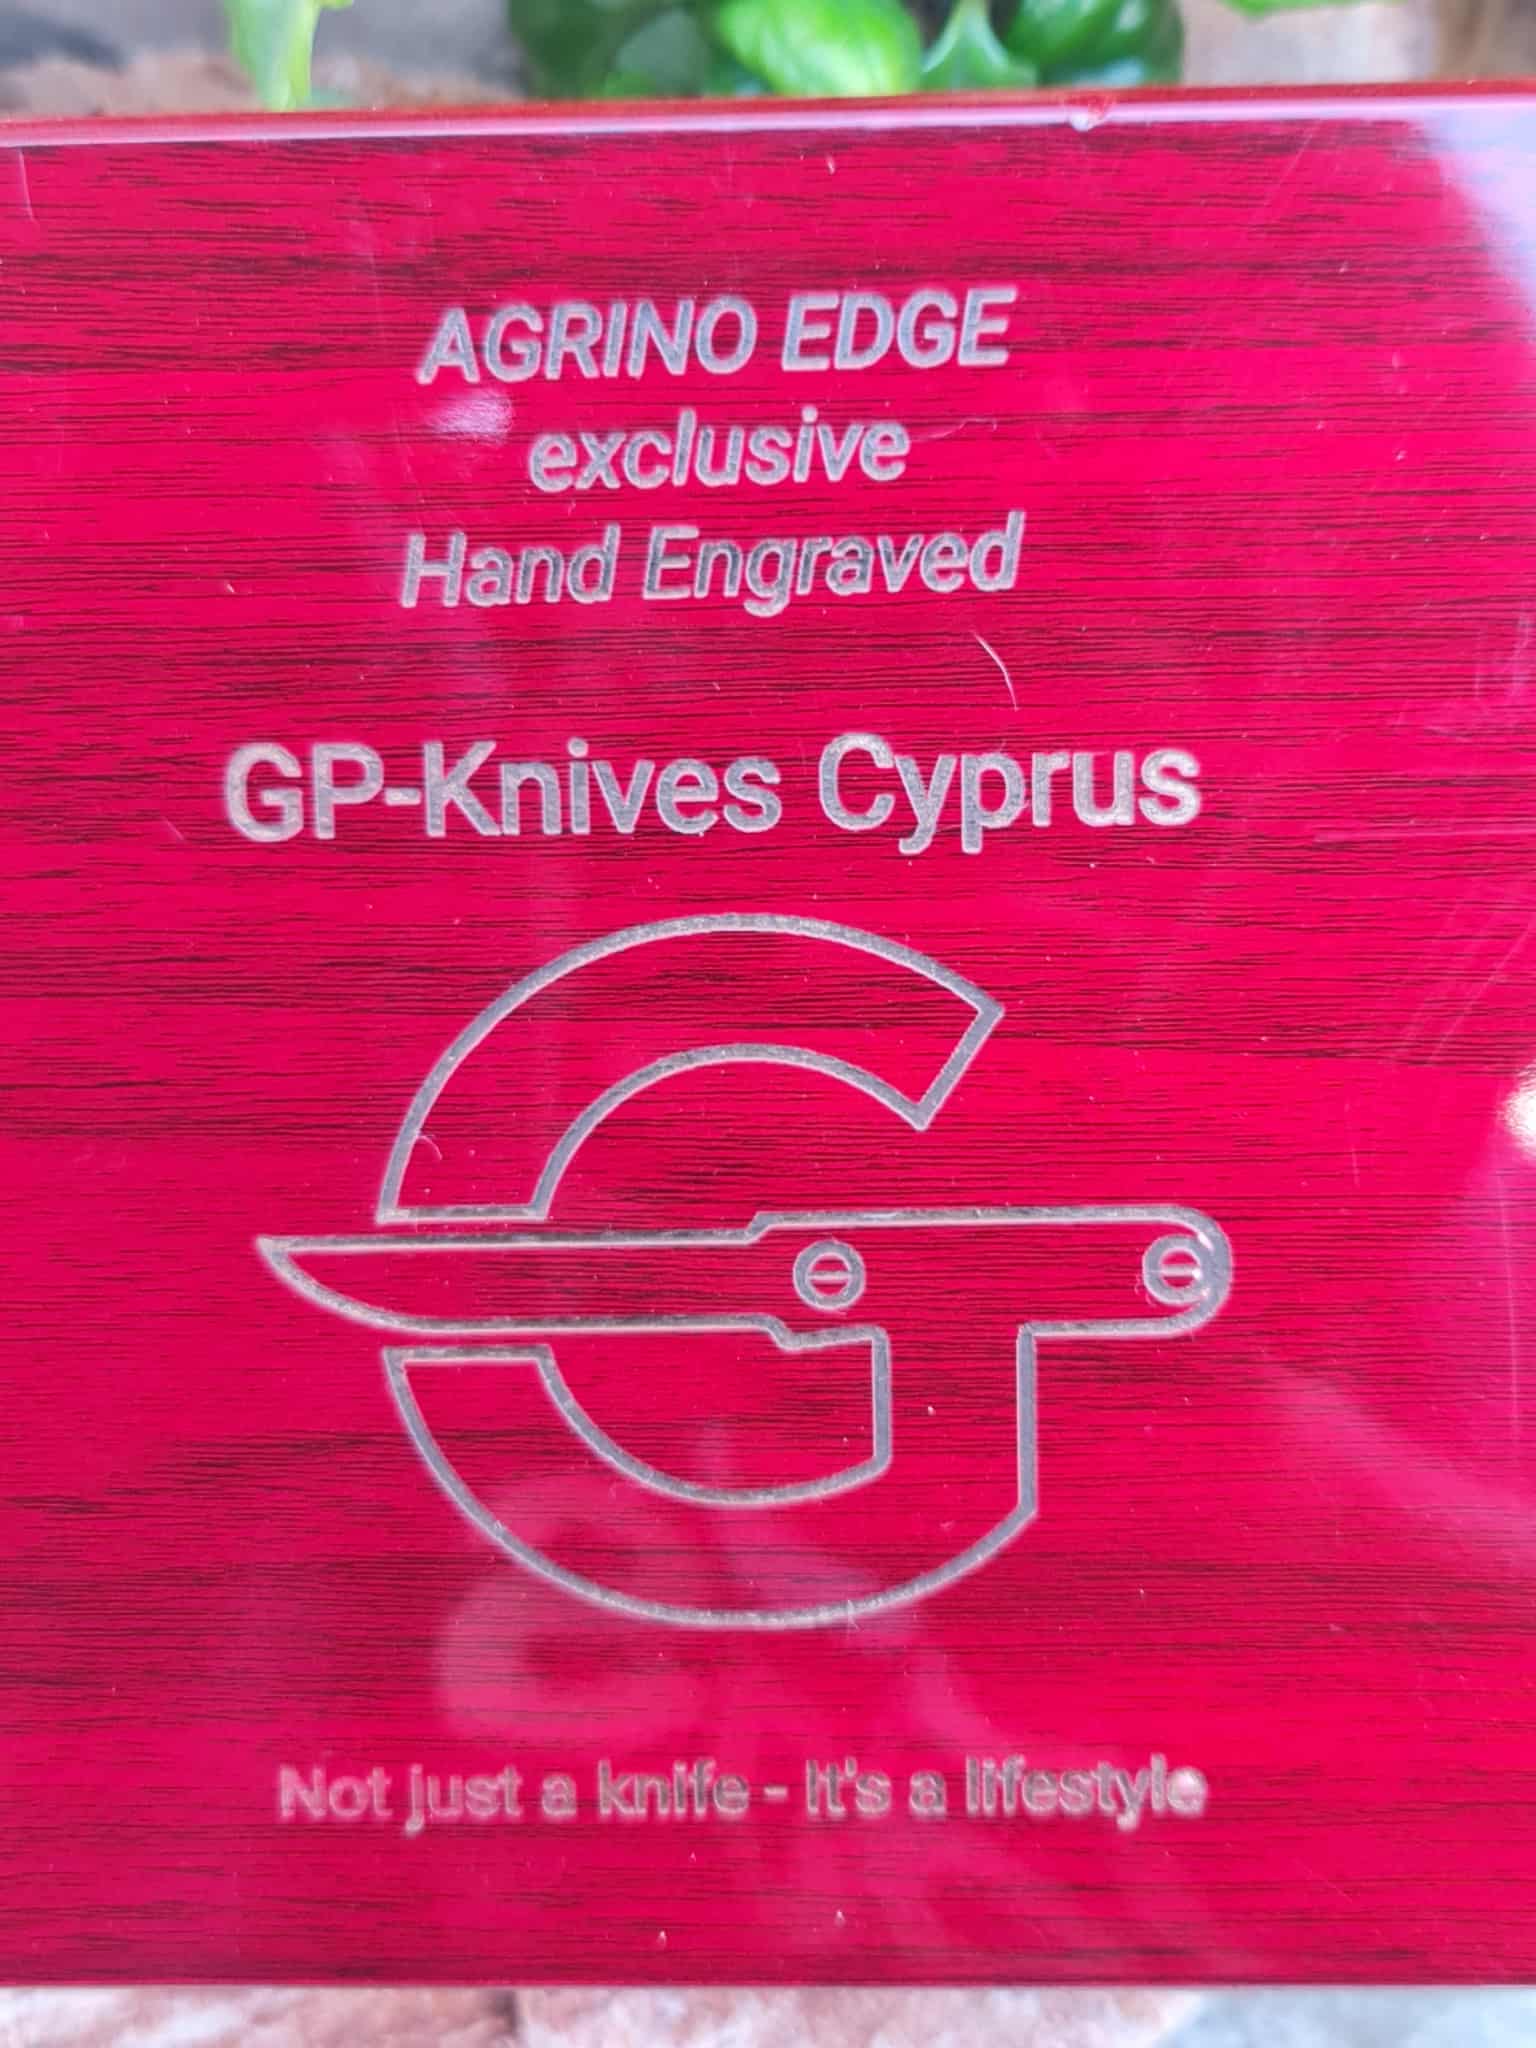 AGRINO EDGE
exclusive
Hand Engraved
GP-Knives Cyprus
Not just a knife - It's a lifestyle